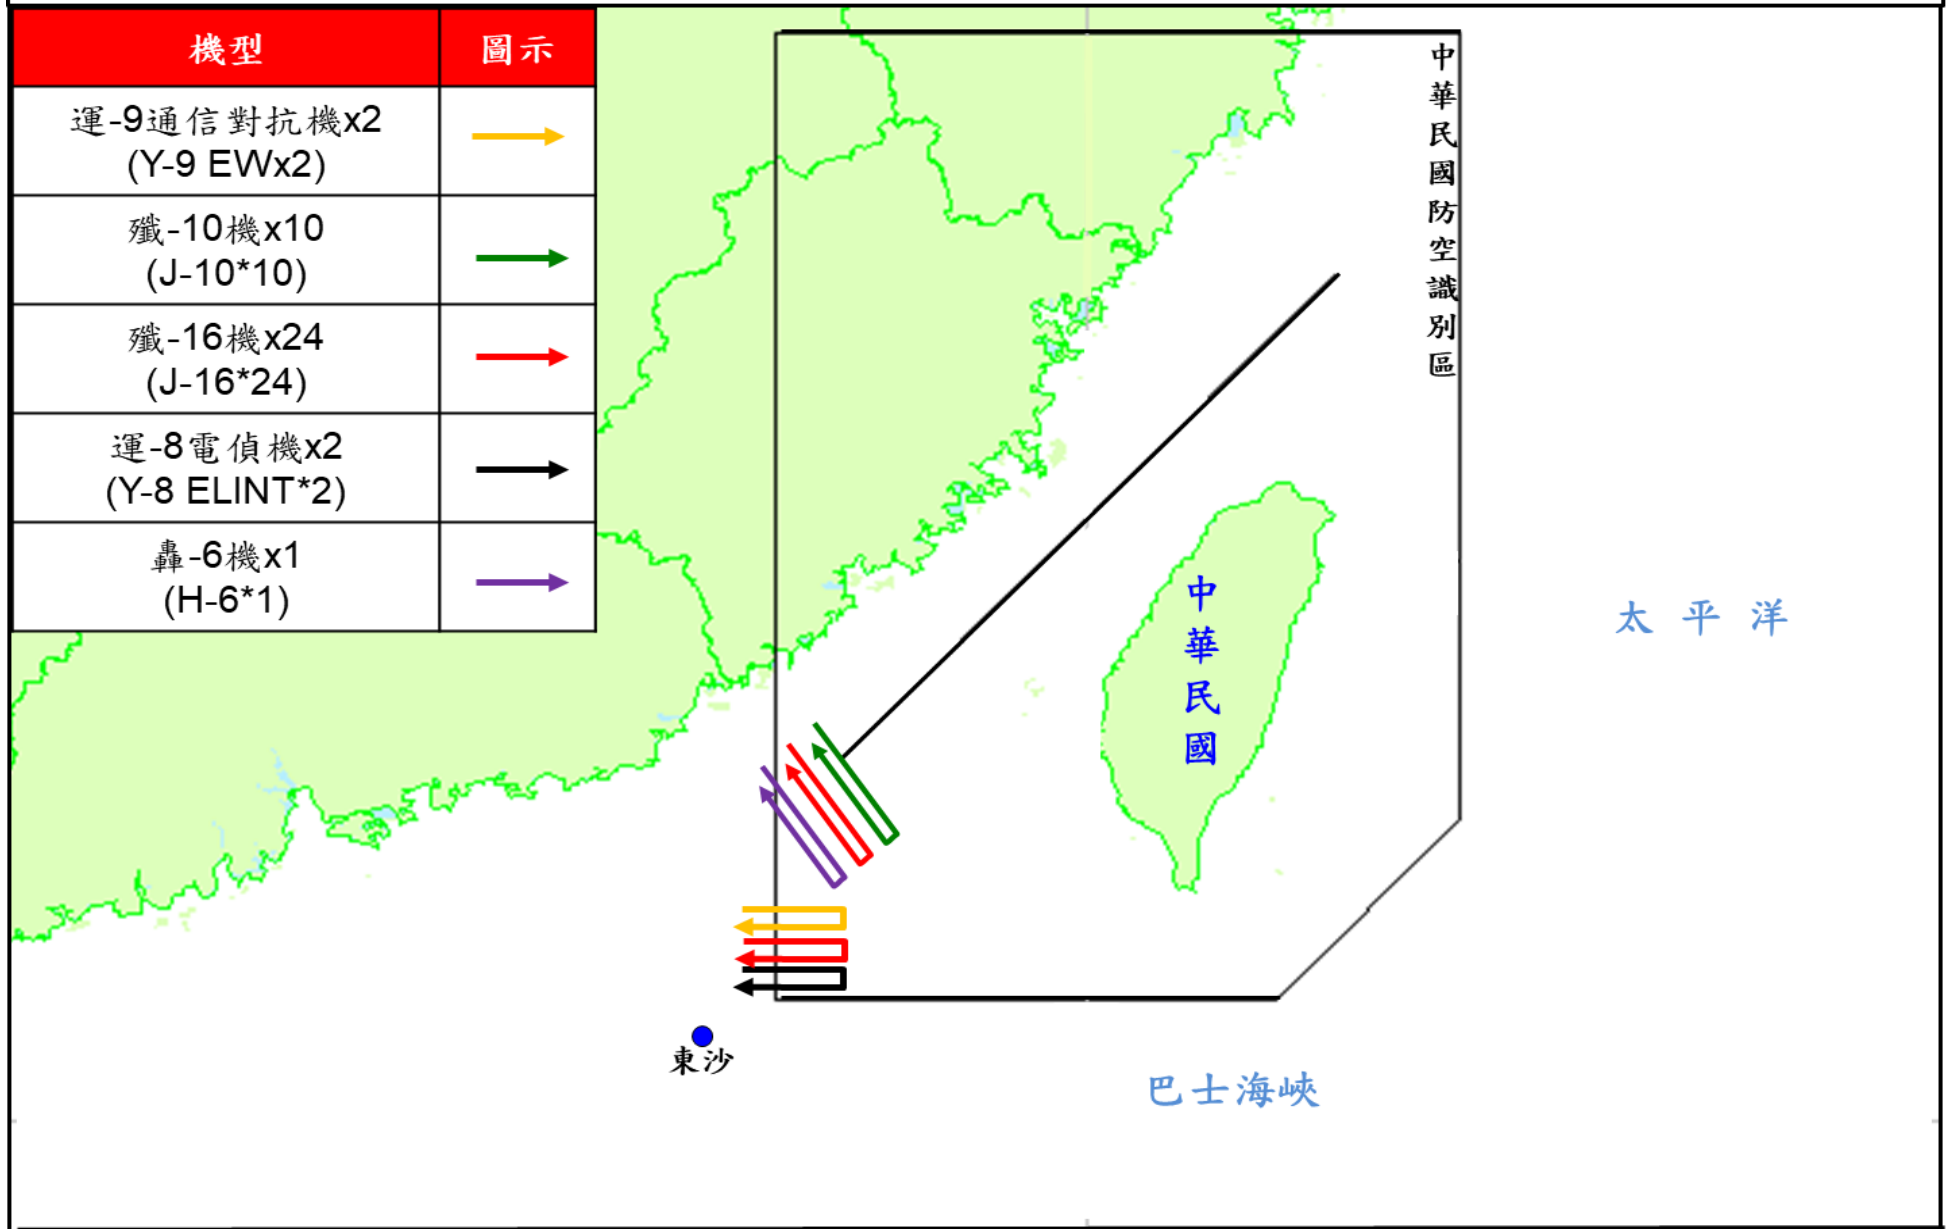 機型
圖示
運-9通信對抗機x2
(Y-9 EWx2)
殲-10機x10
(J-10*10)
殲-16機x24
(J-16*24)
運-8電偵機x2
(Y-8 ELINT*2)
轟-6機x1
(H-6*1)
中華民國防空識別區
中華民國
太平洋
東沙
巴士海峽